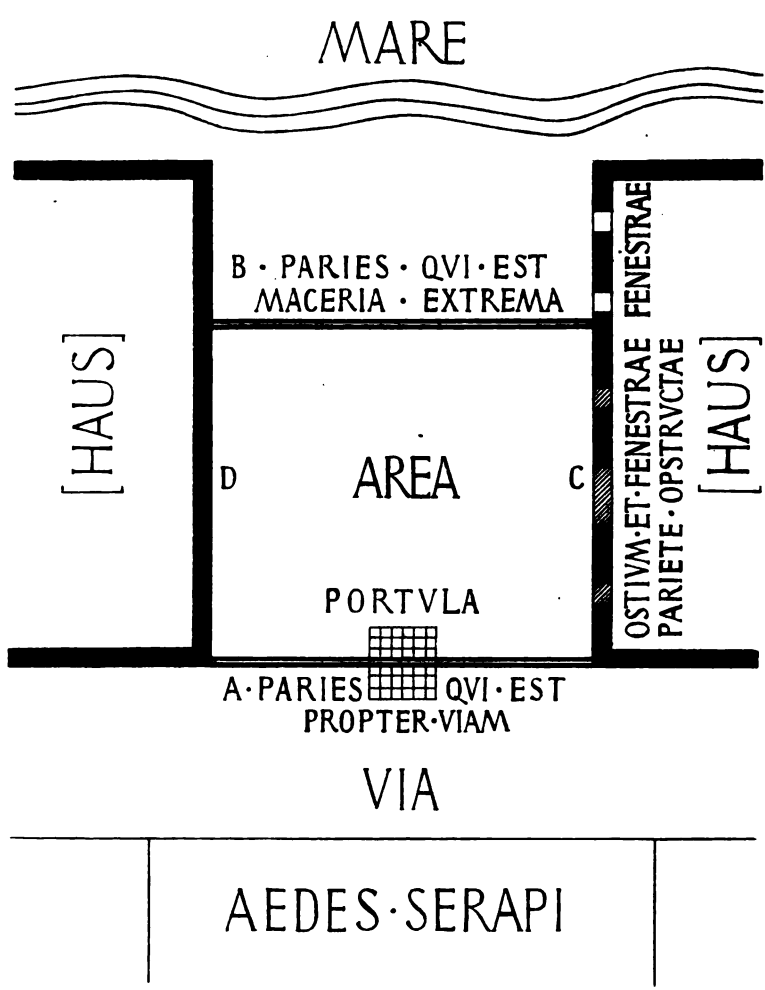 MARE
B · PARIES · QVI · EST
MACERIA · EXTREMA
FENESTRAE
OSTIVM · ET · FENESTRAE
PARIETE · OPSTRVCTAE
[HAUS]
D
AREA
C
[HAUS]
PORTVLA
A · PARIES QVI · EST
PROPTER · VIAM
VIA
AEDES · SERAPI